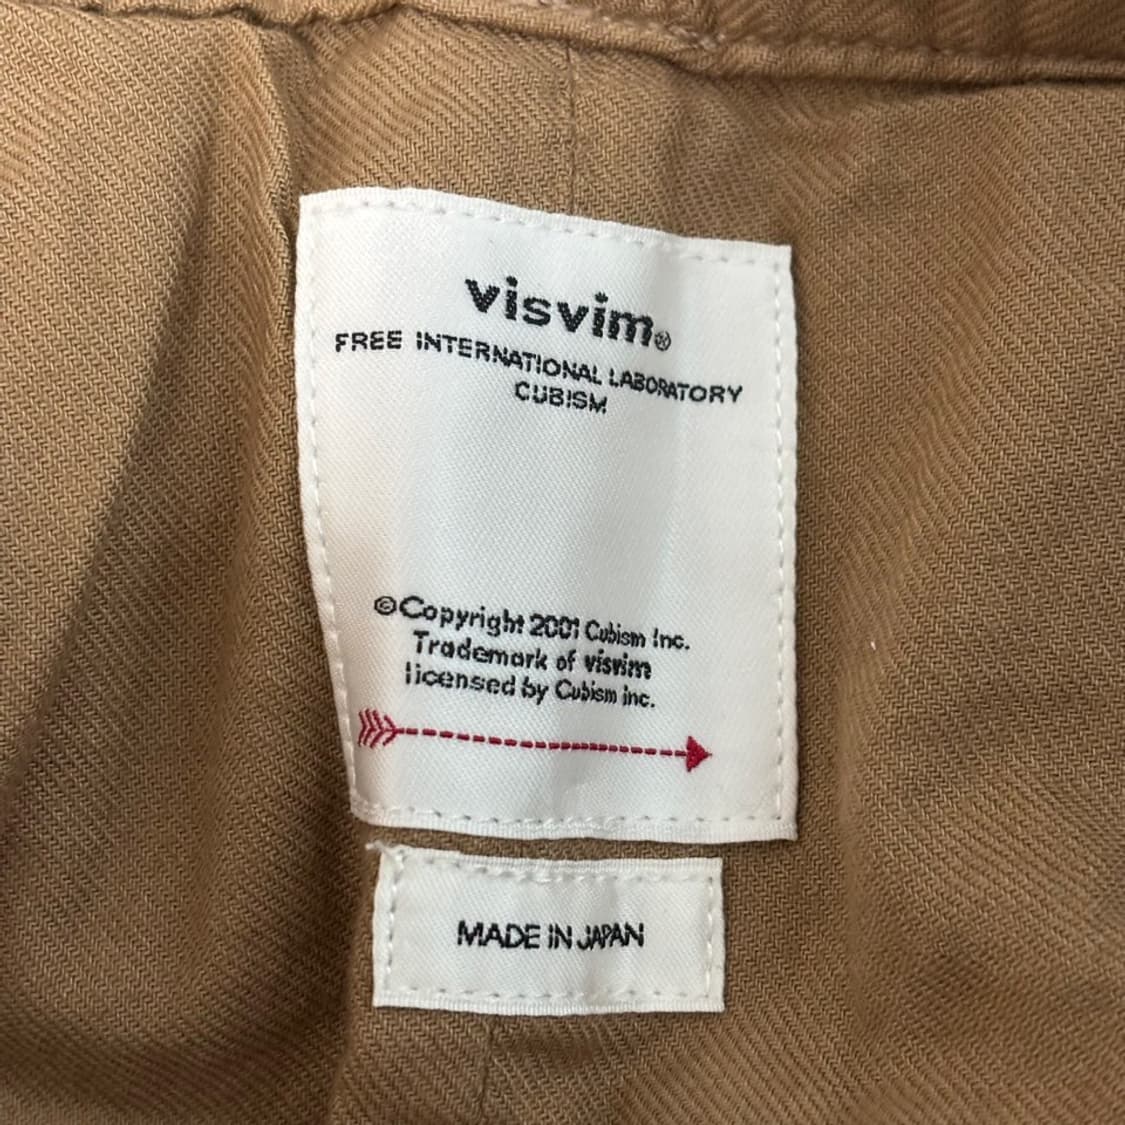 visvim®
FREE INTERNATIONAL LABORATORY
CUBISM
©Copyright 2001 Cubism Inc.
Trademark of visvim
licensed by Cubism inc.
MADE IN JAPAN